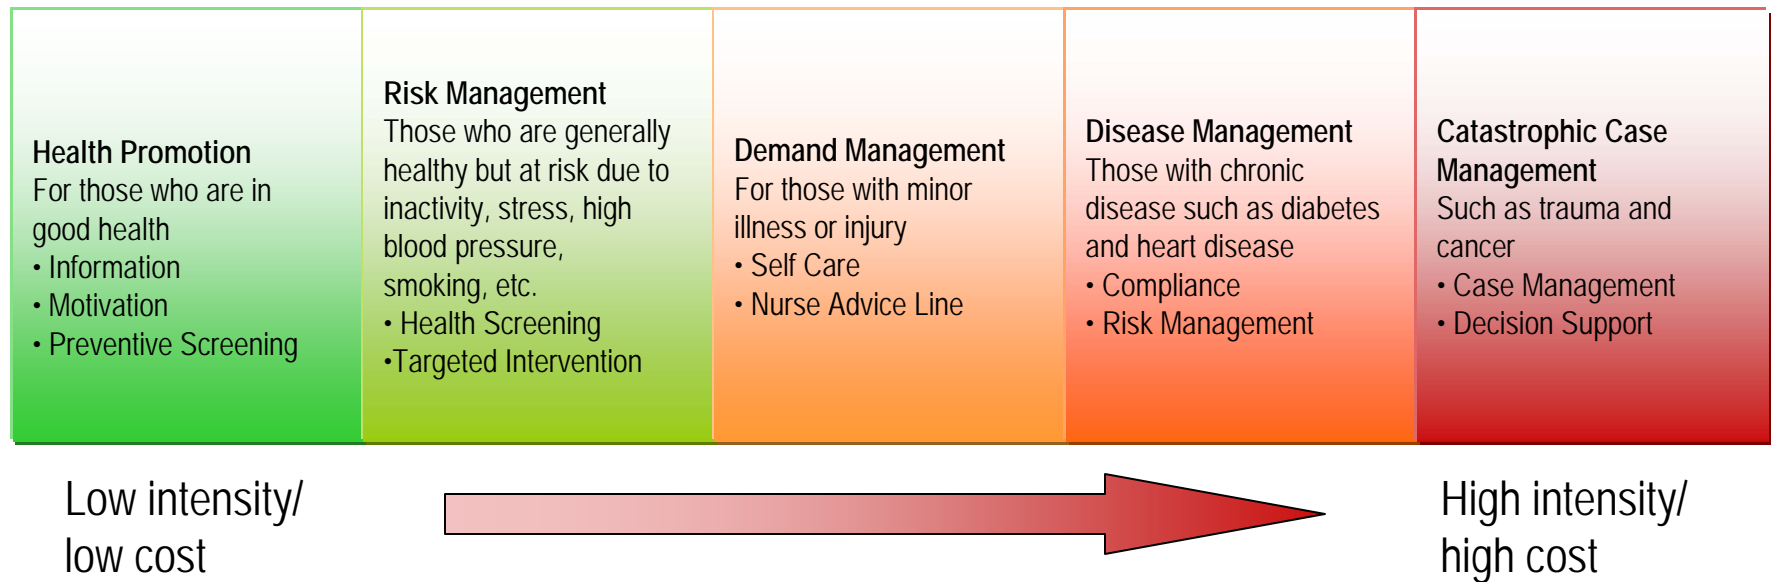 Health Promotion
For those who are in
good health
• Information
• Motivation
• Preventive Screening
Risk Management
Those who are generally
healthy but at risk due to
inactivity, stress, high
blood pressure,
smoking, etc.
• Health Screening
•Targeted Intervention
Demand Management
For those with minor
illness or injury
• Self Care
• Nurse Advice Line
Disease Management
Those with chronic
disease such as diabetes
and heart disease
• Compliance
• Risk Management
Catastrophic Case
Management
Such as trauma and
cancer
• Case Management
• Decision Support
Low intensity/
low cost
High intensity/
high cost